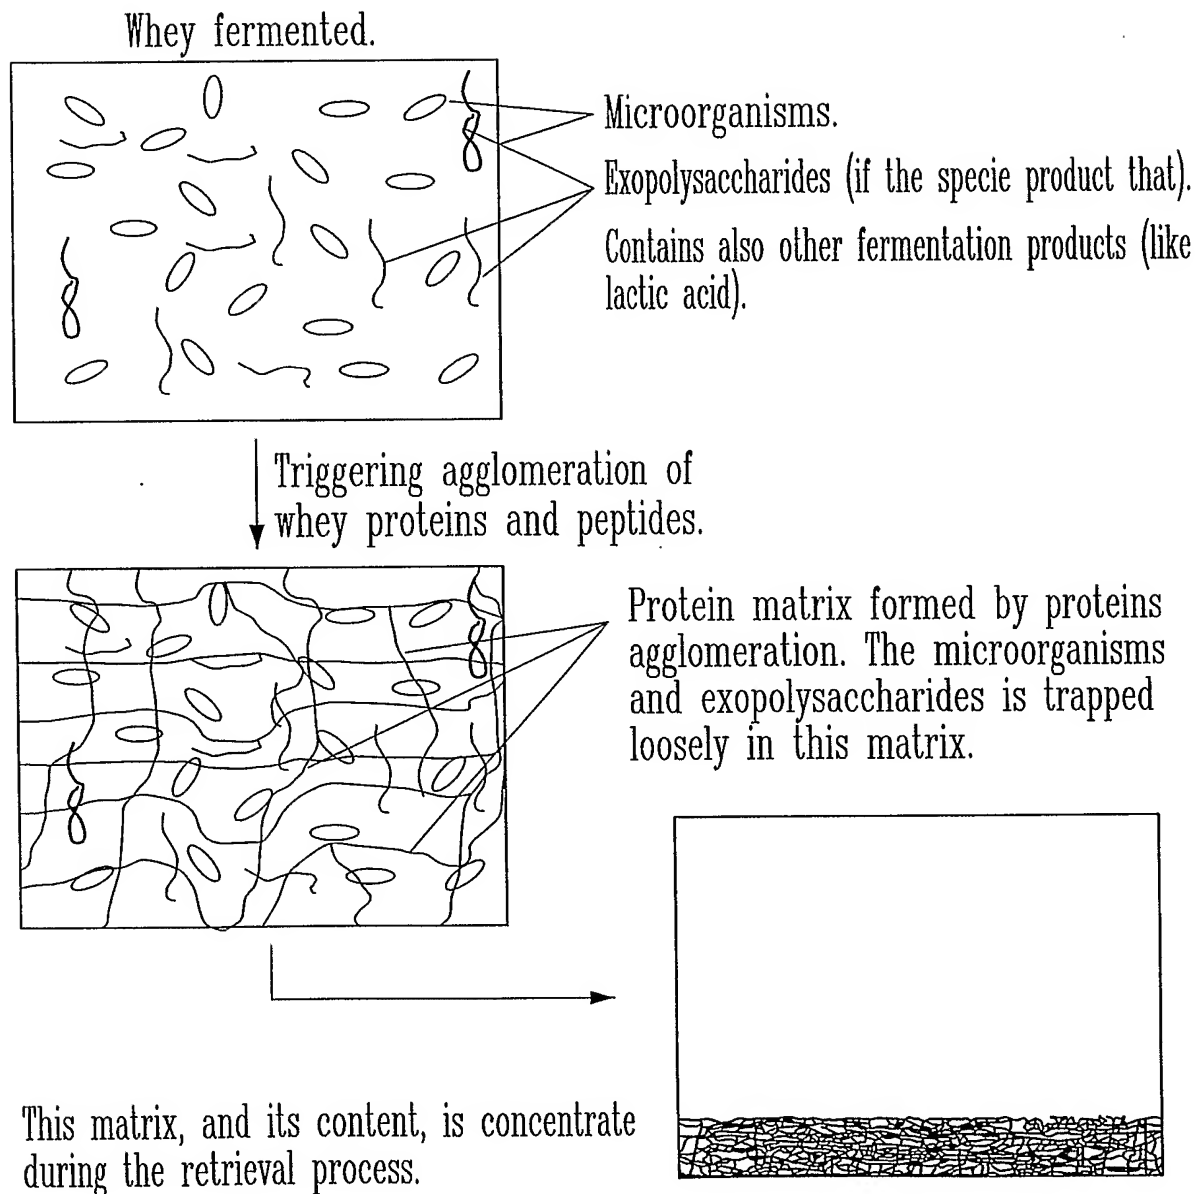 Whey fermented.
Microorganisms.
Exopolysaccharides (if the specie product that).
Contains also other fermentation products (like
lactic acid).
Triggering agglomeration of
whey proteins and peptides.
Protein matrix formed by proteins
agglomeration. The microorganisms
and exopolysaccharides is trapped
loosely in this matrix.
This matrix, and its content, is concentrate
during the retrieval process.